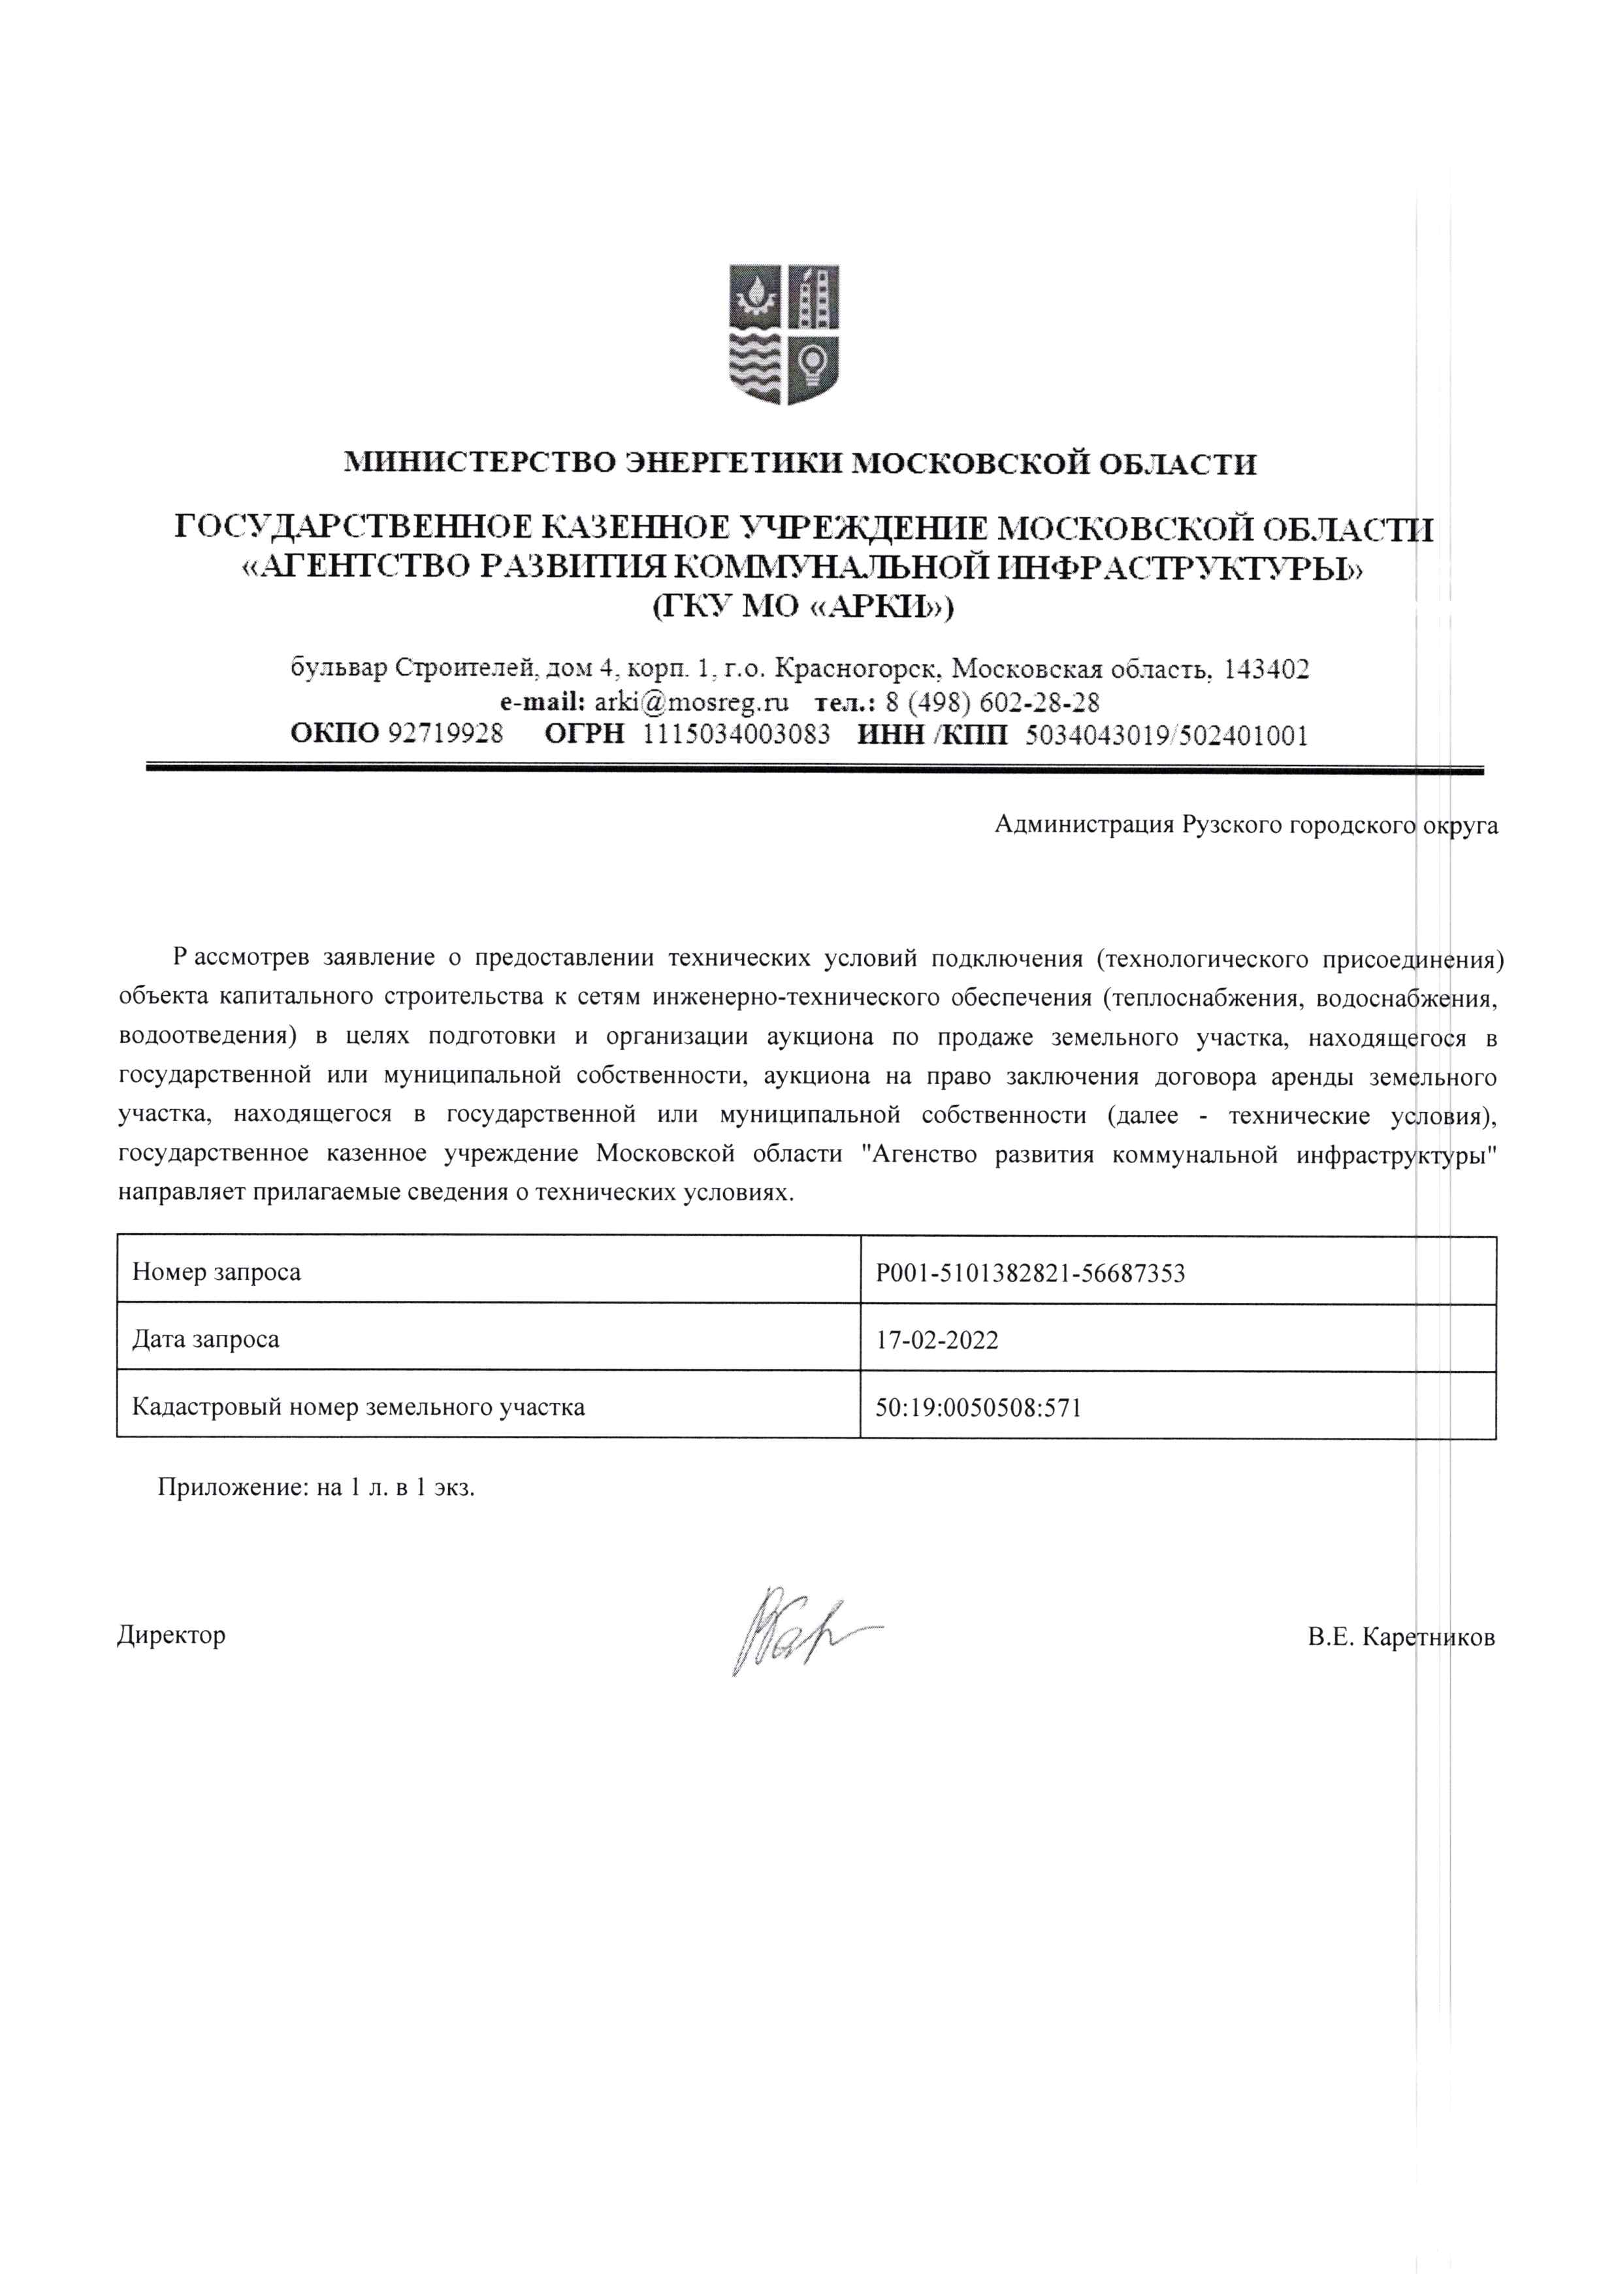 МИНИСТЕРСТВО ЭНЕРГЕТИКИ МОСКОВСКОЙ ОБЛАСТИ
ГОСУДАРСТВЕННОЕ КАЗЕННОЕ УЧРЕЖДЕНИЕ МОСКОВСКОЙ ОБЛАСТИ
«АГЕНТСТВО РАЗВИТИЯ КОММУНАЛЬНОЙ ИНФРАСТРУКТУРЫ»
(ГКУ МО «АРКИ»)
бульвар Строителей, дом 4, корп. 1, г.о. Красногорск, Московская область, 143402
e-mail: arki@mosreg.ru тел.: 8 (498) 602-28-28
ОКПО 92719928 ОГРН 1115034003083 ИНН /КПП 5034043019/502401001
Администрация Рузского городского округа
Р ассмотрев заявление о предоставлении технических условий подключения (технологического присоединения)
объекта капитального строительства к сетям инженерно-технического обеспечения (теплоснабжения, водоснабжения,
водоотведения) в целях подготовки и организации аукциона по продаже земельного участка, находящегося в
государственной или муниципальной собственности, аукциона на право заключения договора аренды земельного
участка, находящегося в государственной или муниципальной собственности (далее - технические условия),
государственное казенное учреждение Московской области "Агенство развития коммунальной инфраструктуры"
направляет прилагаемые сведения о технических условиях.
Номер запроса P001-5101382821-56687353
Дата запроса 17-02-2022
Кадастровый номер земельного участка 50:19:0050508:571
Приложение: на 1 л. в 1 экз.
Директор В.Е. Каретников